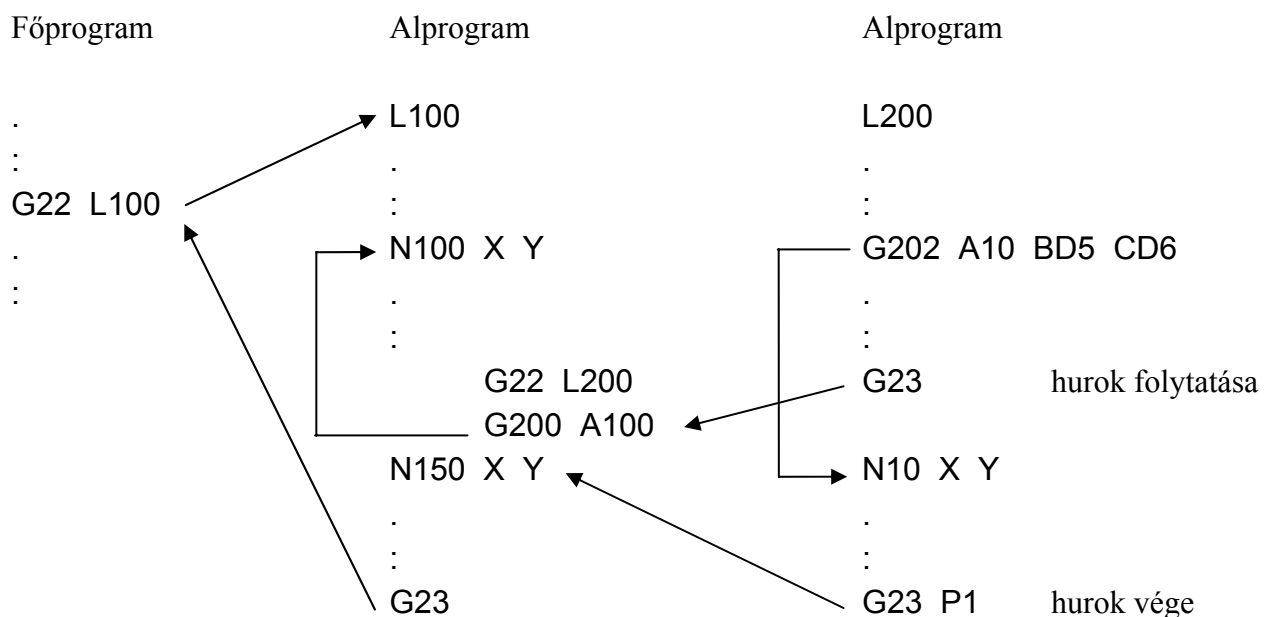 Főprogram
Alprogram
Alprogram
.
:
G22 L100
.
:
L100
.
:
N100 X Y
.
:
G22 L200
G200 A100
N150 X Y
.
:
G23
L200
.
:
G202 A10 BD5 CD6
.
:
G23 hurok folytatása
N10 X Y
.
:
G23 P1 hurok vége